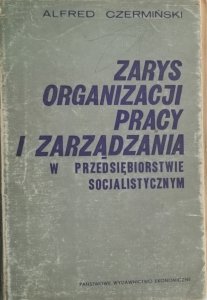 ALFRED CZERMIŃSKI
ZARYS
ORGANIZACJI
PRACY
I ZARZĄDZANIA
W PRZEDSIĘBIORSTWIE
SOCJALISTYCZNYM
PAŃSTWOWE WYDAWNICTWO EKONOMICZNE